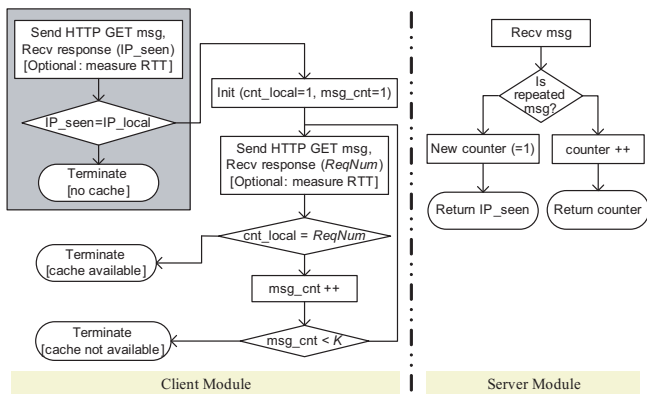 Send HTTP GET msg,
Recv response (IP_seen)
[Optional: measure RTT]
IP_seen=IP_local
Terminate
[no cache]
Init (cnt_local=1, msg_cnt=1)
Send HTTP GET msg,
Recv response (ReqNum)
[Optional: measure RTT]
cnt_local = ReqNum
Terminate
[cache available]
msg_cnt ++
msg_cnt < K
Terminate
[cache not available]
Client Module
Recv msg
Is
repeated
msg?
New counter (=1)
counter ++
Return IP_seen
Return counter
Server Module